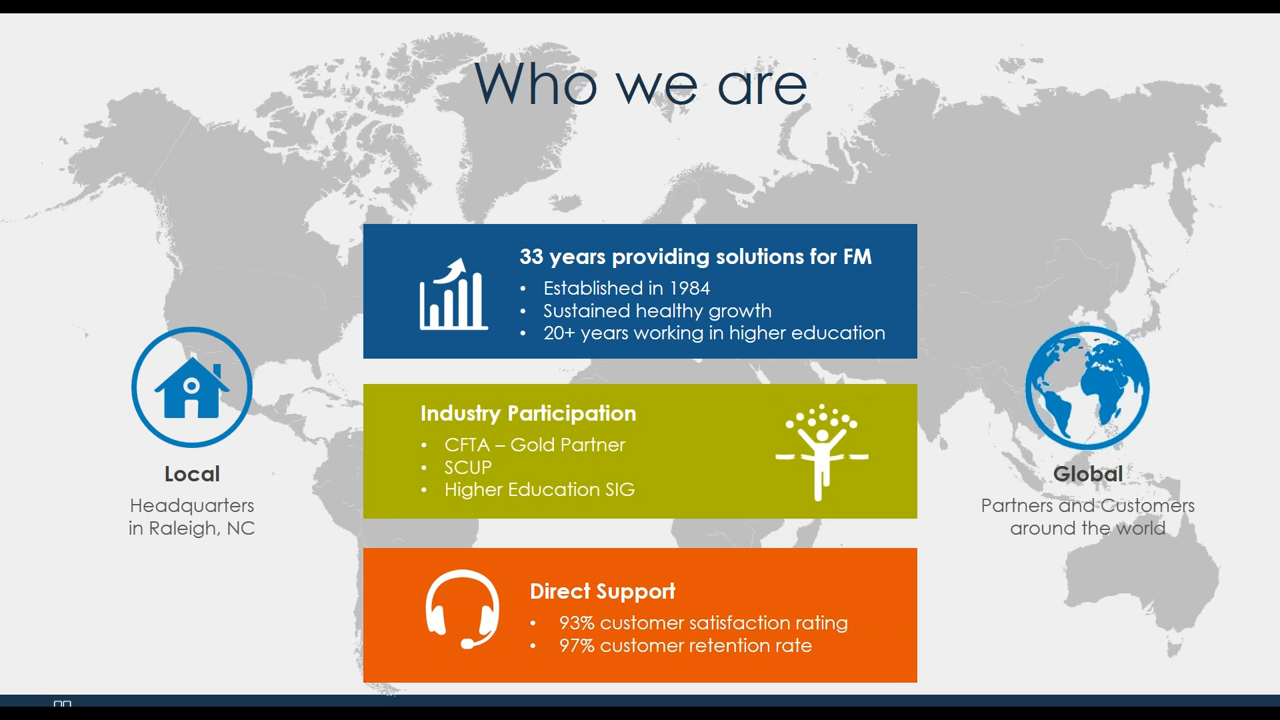 Who we are
33 years providing solutions for FM
• Established in 1984
• Sustained healthy growth
• 20+ years working in higher education
Local
Headquarters
in Raleigh, NC
Industry Participation
• CFTA – Gold Partner
• SCUP
• Higher Education SIG
Global
Partners and Customers
around the world
Direct Support
• 93% customer satisfaction rating
• 97% customer retention rate